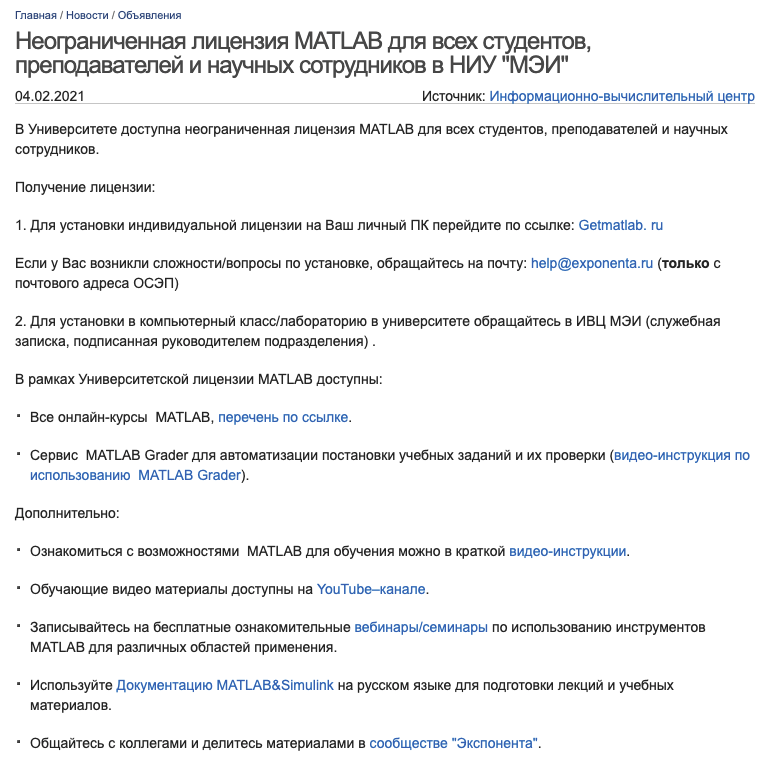 Главная / Новости / Объявления
Неограниченная лицензия MATLAB для всех студентов,
преподавателей и научных сотрудников в НИУ "МЭИ"
04.02.2021 Источник: Информационно-вычислительный центр
В Университете доступна неограниченная лицензия MATLAB для всех студентов, преподавателей и научных
сотрудников.
Получение лицензии:
1. Для установки индивидуальной лицензии на Ваш личный ПК перейдите по ссылке: Getmatlab. ru
Если у Вас возникли сложности/вопросы по установке, обращайтесь на почту: help@exponenta.ru (только с
почтового адреса ОСЭП)
2. Для установки в компьютерный класс/лабораторию в университете обращайтесь в ИВЦ МЭИ (служебная
записка, подписанная руководителем подразделения) .
В рамках Университетской лицензии MATLAB доступны:
▪ Все онлайн-курсы  MATLAB, перечень по ссылке.
▪ Сервис  MATLAB Grader для автоматизации постановки учебных заданий и их проверки (видео-инструкция по
использованию  MATLAB Grader).
Дополнительно:
▪ Ознакомиться с возможностями  MATLAB для обучения можно в краткой видео-инструкции.
▪ Обучающие видео материалы доступны на YouTube–канале.
▪ Записывайтесь на бесплатные ознакомительные вебинары/семинары по использованию инструментов
MATLAB для различных областей применения.
▪ Используйте Документацию MATLAB&Simulink на русском языке для подготовки лекций и учебных
материалов.
▪ Общайтесь с коллегами и делитесь материалами в сообществе "Экспонента".